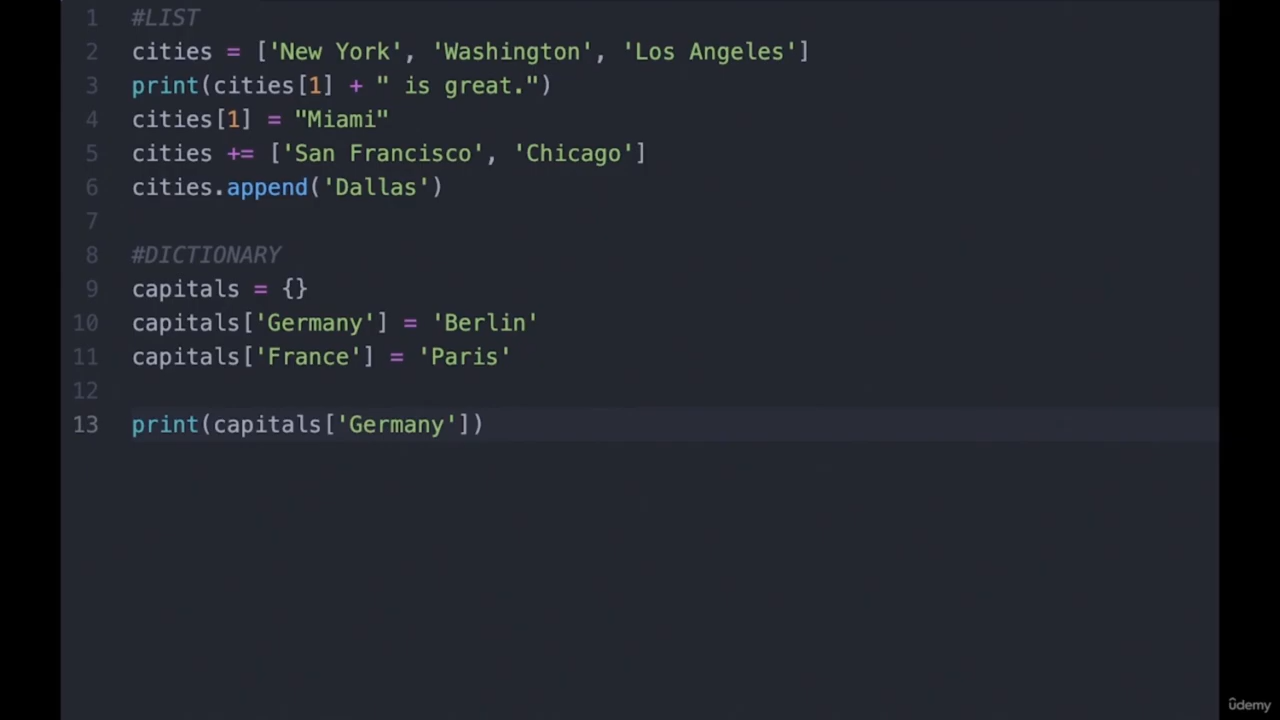 1 #LIST
2 cities = ['New York', 'Washington', 'Los Angeles']
3 print(cities[1] + " is great.")
4 cities[1] = "Miami"
5 cities += ['San Francisco', 'Chicago']
6 cities.append('Dallas')
7
8 #DICTIONARY
9 capitals = {}
10 capitals['Germany'] = 'Berlin'
11 capitals['France'] = 'Paris'
12
13 print(capitals['Germany'])
ûdemy